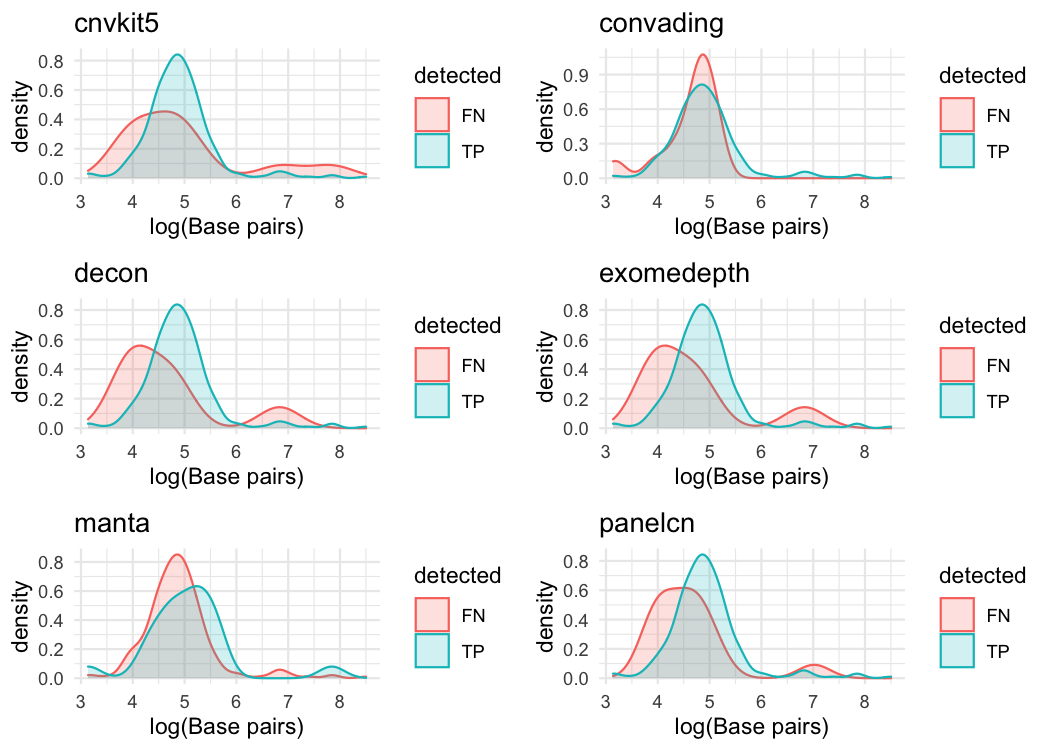 cnvkit5
density
0.8
0.6
0.4
0.2
0.0
3 4 5 6 7 8
log(Base pairs)
detected
FN
TP
convading
density
0.9
0.6
0.3
0.0
3 4 5 6 7 8
log(Base pairs)
detected
FN
TP
decon
density
0.8
0.6
0.4
0.2
0.0
3 4 5 6 7 8
log(Base pairs)
detected
FN
TP
exomedepth
density
0.8
0.6
0.4
0.2
0.0
3 4 5 6 7 8
log(Base pairs)
detected
FN
TP
manta
density
0.8
0.6
0.4
0.2
0.0
3 4 5 6 7 8
log(Base pairs)
detected
FN
TP
panelcn
density
0.8
0.6
0.4
0.2
0.0
3 4 5 6 7 8
log(Base pairs)
detected
FN
TP